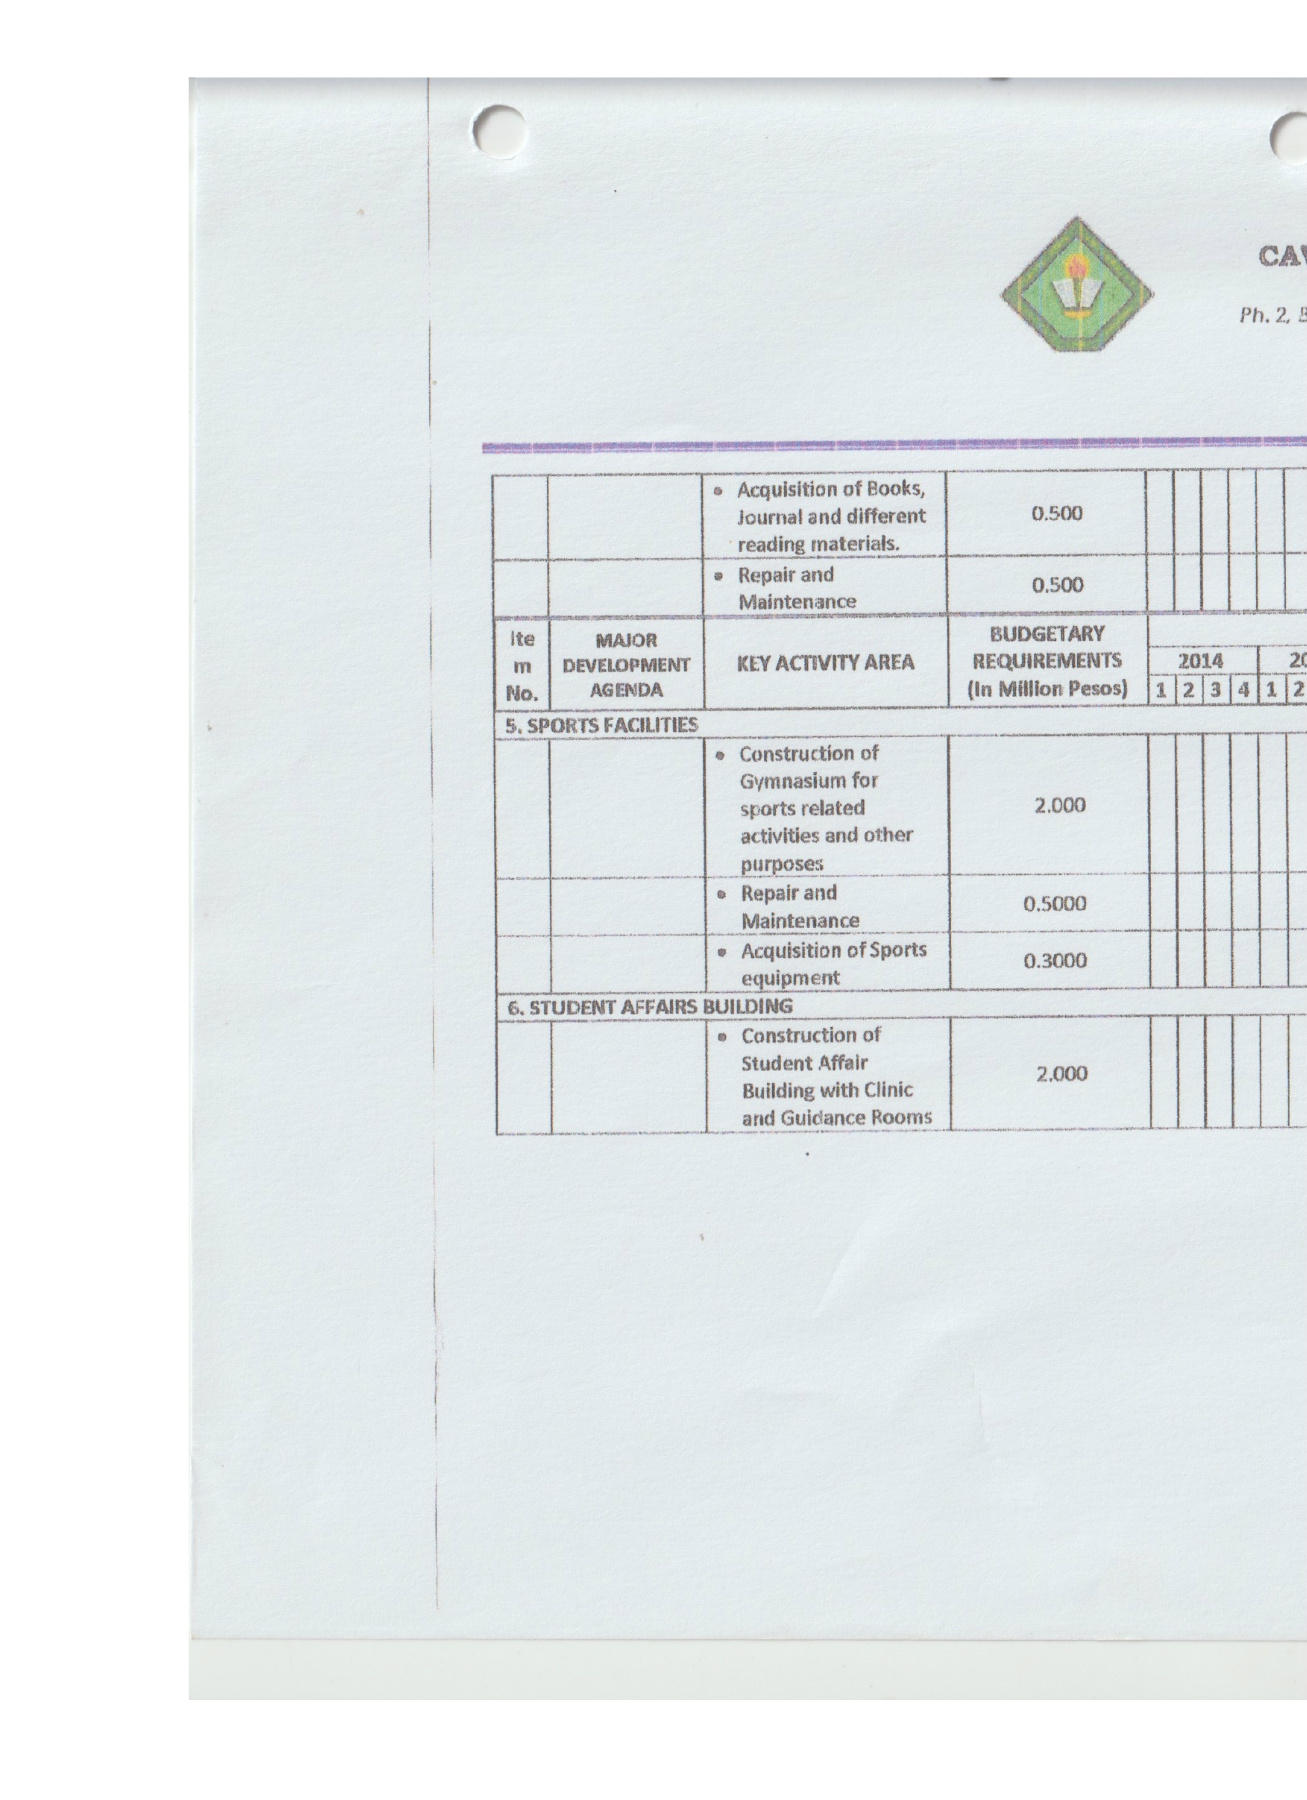 CAV
Ph. 2, B
• Acquisition of Books,
Journal and different
reading materials.
0.500
• Repair and
Maintenance
0.500
Ite
m
No.
MAJOR
DEVELOPMENT
AGENDA
KEY ACTIVITY AREA
BUDGETARY
REQUIREMENTS
(In Million Pesos)
2014
20
1 2 3 4 1 2
5. SPORTS FACILITIES
• Construction of
Gymnasium for
sports related
activities and other
purposes
2.000
• Repair and
Maintenance
0.5000
• Acquisition of Sports
equipment
0.3000
6. STUDENT AFFAIRS BUILDING
• Construction of
Student Affair
Building with Clinic
and Guidance Rooms
2.000